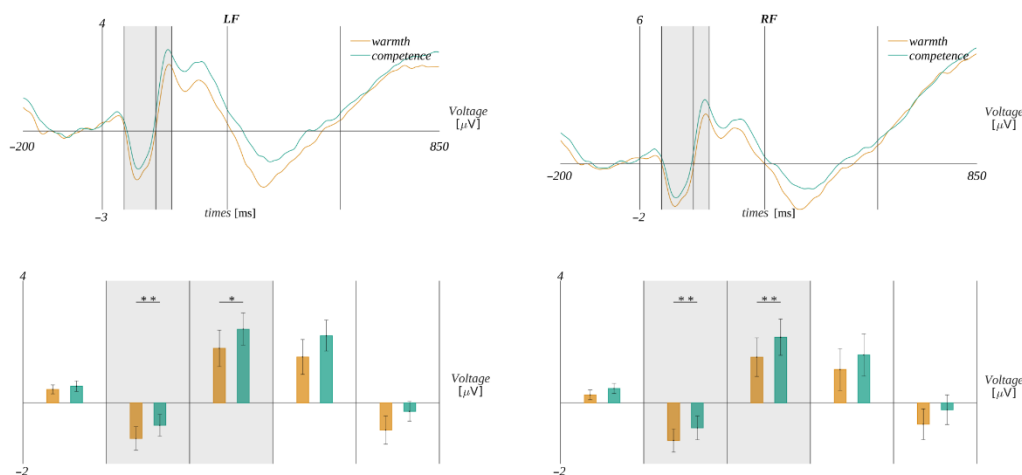 4
LF
warmth
competence
Voltage
[μV]
−200
850
−3
times [ms]
6
RF
warmth
competence
Voltage
[μV]
−200
850
−2
times [ms]
4
**
*
Voltage
[μV]
−2
4
**
**
Voltage
[μV]
−2